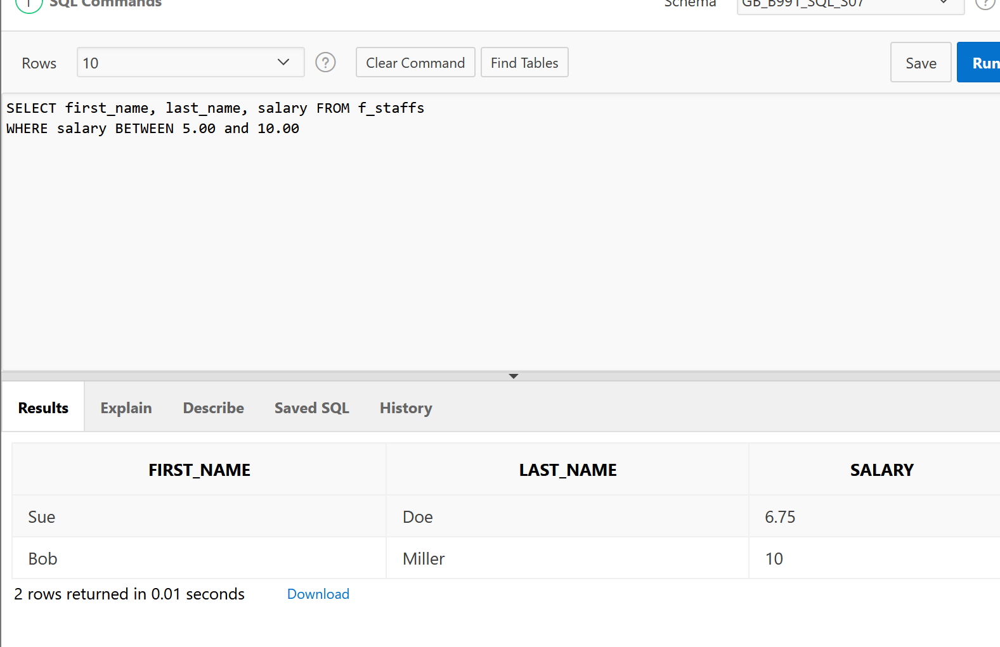 SQL Commands
Schema
GB_B991_SQL_S07
?
Rows
10
?
Clear Command
Find Tables
Save
Run
SELECT first_name, last_name, salary FROM f_staffs
WHERE salary BETWEEN 5.00 and 10.00
Results
Explain
Describe
Saved SQL
History
FIRST_NAME LAST_NAME SALARY
Sue Doe 6.75
Bob Miller 10
2 rows returned in 0.01 seconds
Download